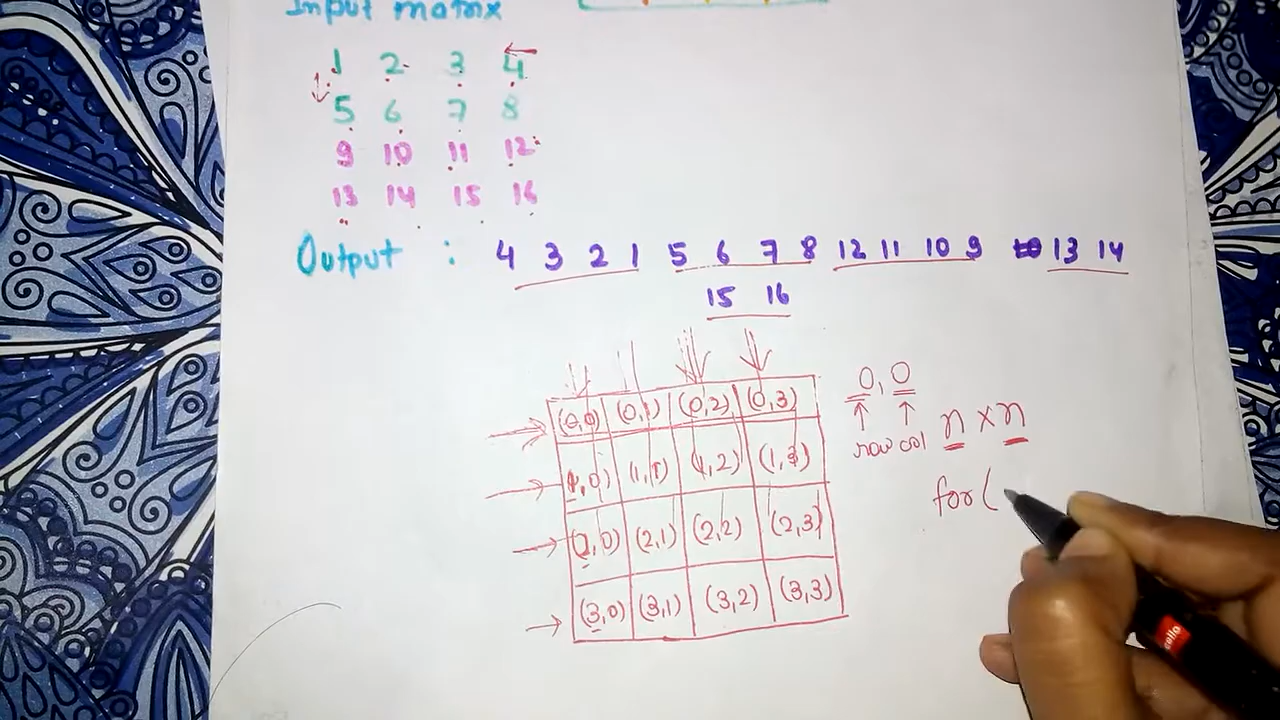 Input matrix
1 2 3 4
5 6 7 8
9 10 11 12
13 14 15 16
Output : 4 3 2 1 5 6 7 8 12 11 10 9 13 14
15 16
(0,0) (0,1) (0,2) (0,3)
(1,0) (1,1) (1,2) (1,3)
(2,0) (2,1) (2,2) (2,3)
(3,0) (3,1) (3,2) (3,3)
0,0
row col
n x n
for (
cello